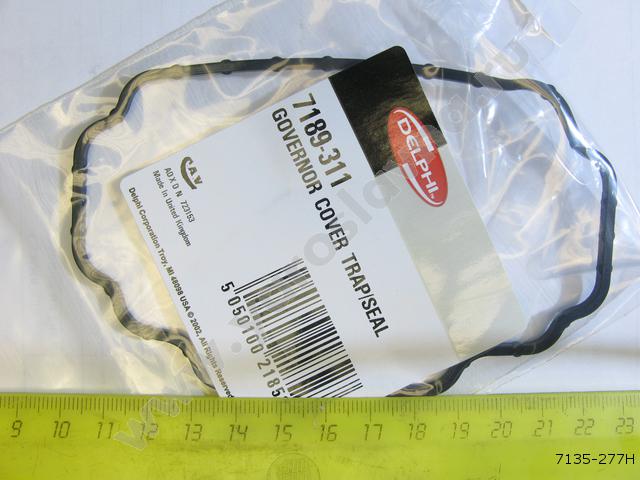 DELPHI
7189-311
GOVERNOR COVER TRAP/SEAL
C.A.V
ADX D N 723153
Made In United Kingdom
Delphi Corporation Troy, MI 48098 USA © 2002, All Rights Reserved
5 050100 2185
9 10 11 12 13 14 15 16 17 18 19 20 21 22 23
7135-277H